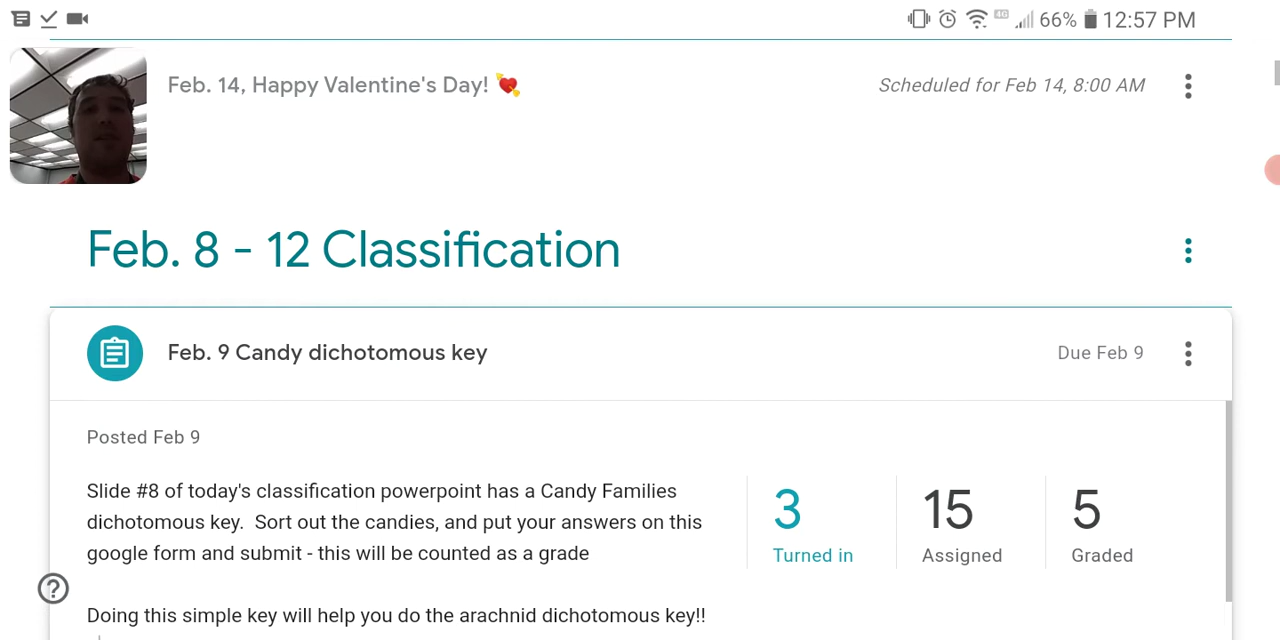 66% 12:57 PM
Feb. 14, Happy Valentine's Day! 💘 Scheduled for Feb 14, 8:00 AM
Feb. 8 - 12 Classification
Feb. 9 Candy dichotomous key Due Feb 9
Posted Feb 9
Slide #8 of today's classification powerpoint has a Candy Families
dichotomous key. Sort out the candies, and put your answers on this
google form and submit - this will be counted as a grade
Doing this simple key will help you do the arachnid dichotomous key!!
3 15 5
Turned in Assigned Graded